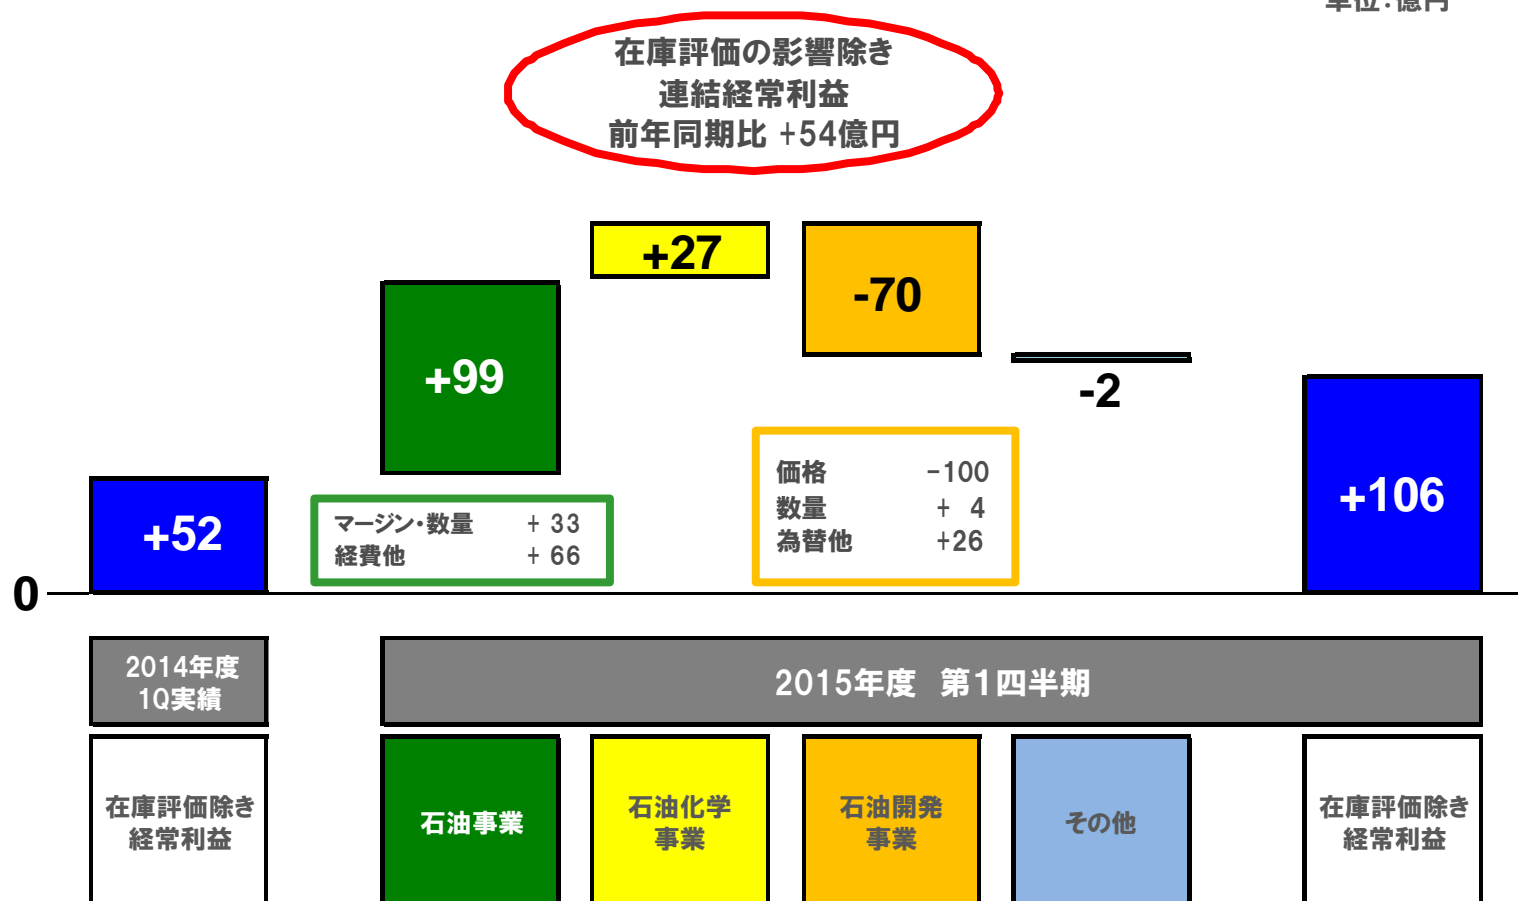 単位：億円
在庫評価の影響除き
連結経常利益
前年同期比 +54億円
+27
-70
+99
-2
+52
+106
マージン・数量 + 33
経費他 + 66
価格 -100
数量 + 4
為替他 +26
0
2014年度
1Q実績
2015年度 第1四半期
在庫評価除き
経常利益
石油事業
石油化学
事業
石油開発
事業
その他
在庫評価除き
経常利益